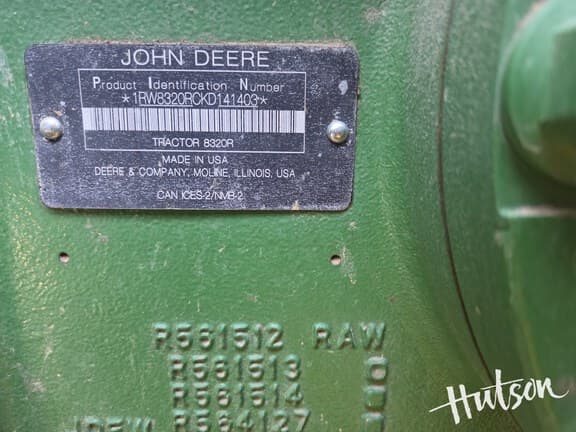 JOHN DEERE
Product Identification Number
*1RW8320RCKD141403*
TRACTOR 8320R
MADE IN USA
DEERE & COMPANY, MOLINE, ILLINOIS, USA
CAN ICES-2/NMB-2
R561512 RAW
R561513
R561514
R564127
Hutson